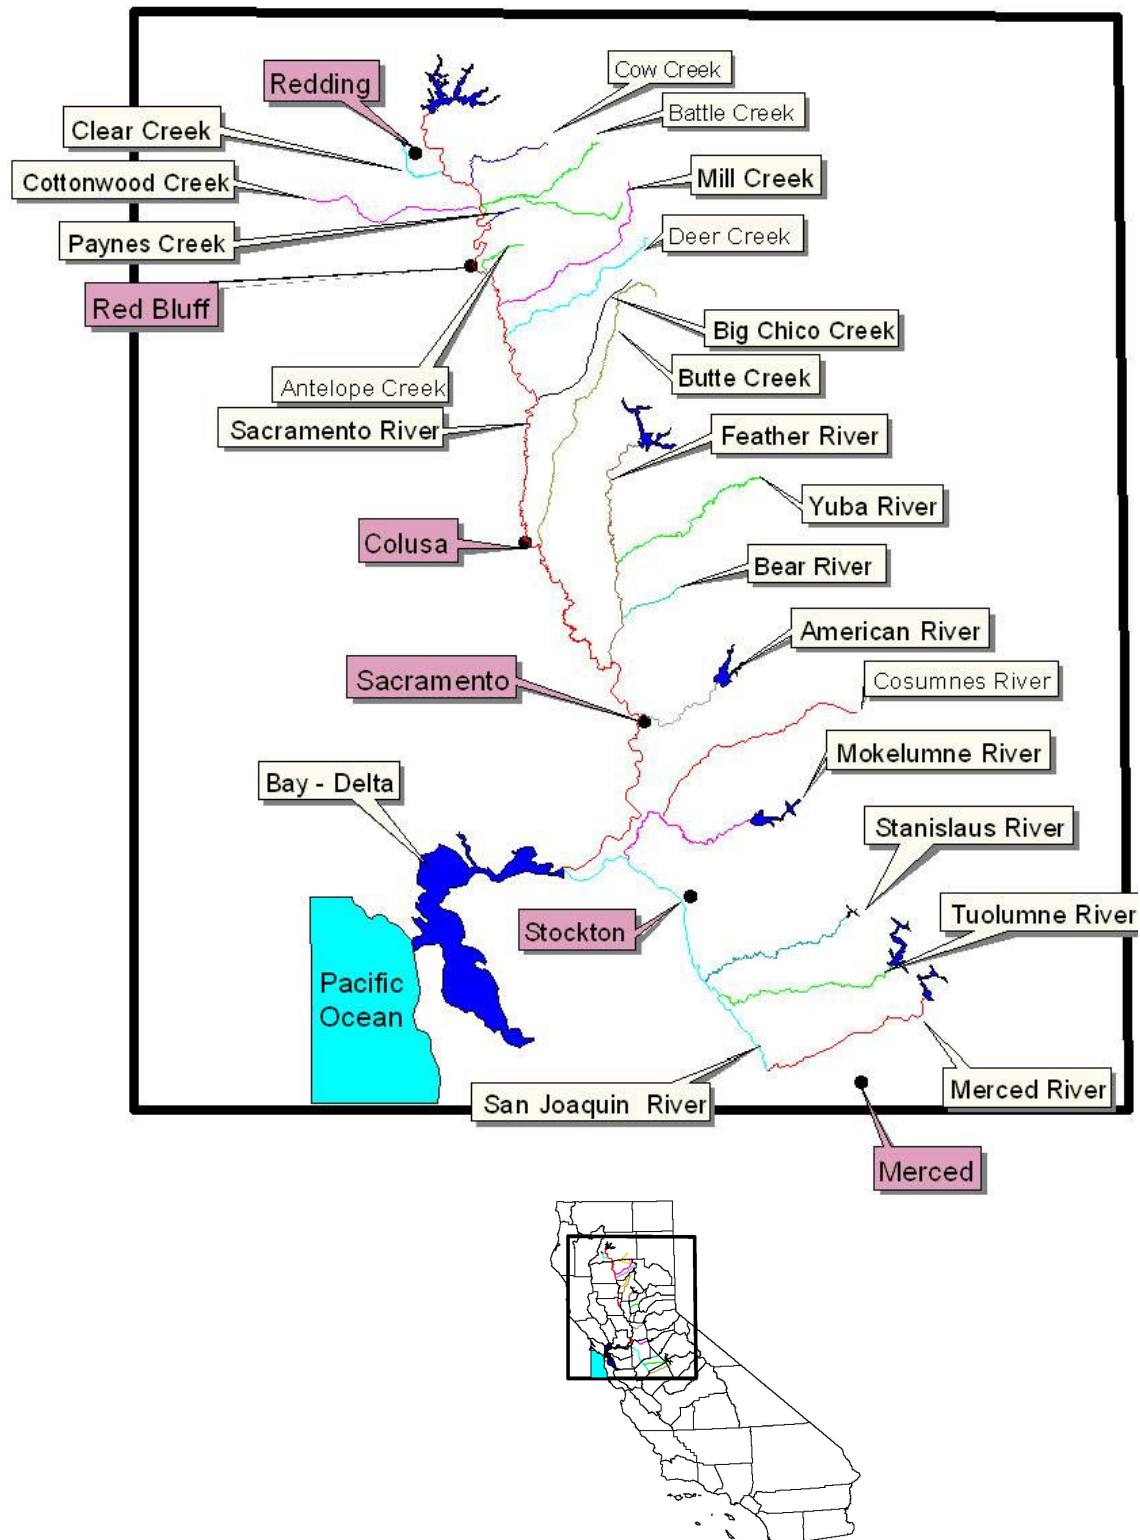 Cow Creek
Redding
Battle Creek
Clear Creek
Cottonwood Creek
Mill Creek
Paynes Creek
Deer Creek
Red Bluff
Big Chico Creek
Butte Creek
Antelope Creek
Sacramento River
Feather River
Yuba River
Colusa
Bear River
American River
Sacramento
Cosumnes River
Mokelumne River
Bay - Delta
Stanislaus River
Tuolumne River
Stockton
Pacific
Ocean
Merced River
San Joaquin River
Merced